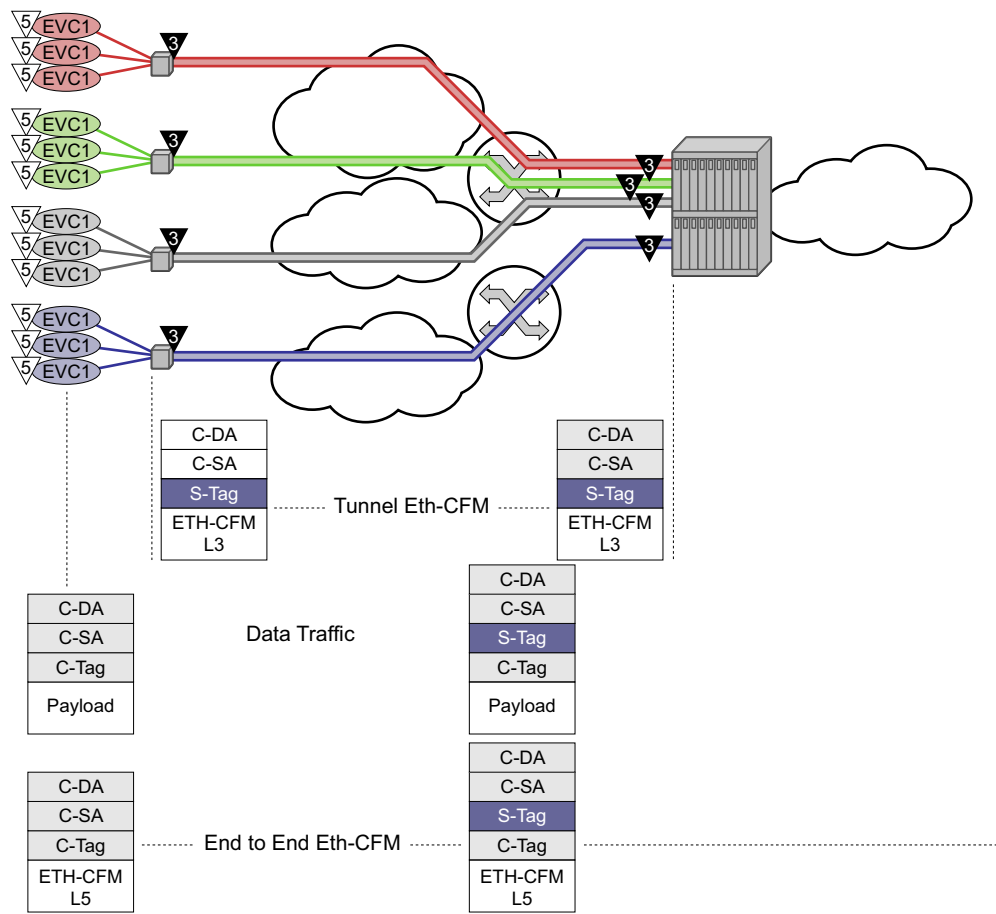 5 EVC1
5 EVC1
5 EVC1
3
5 EVC1
5 EVC1
5 EVC1
3
3
3
3
5 EVC1
5 EVC1
5 EVC1
3
3
5 EVC1
5 EVC1
5 EVC1
3
C-DA
C-SA
S-Tag
ETH-CFM
L3
Tunnel Eth-CFM
C-DA
C-SA
S-Tag
ETH-CFM
L3
C-DA
C-SA
C-Tag
Payload
Data Traffic
C-DA
C-SA
S-Tag
C-Tag
Payload
C-DA
C-SA
C-Tag
ETH-CFM
L5
End to End Eth-CFM
C-DA
C-SA
S-Tag
C-Tag
ETH-CFM
L5